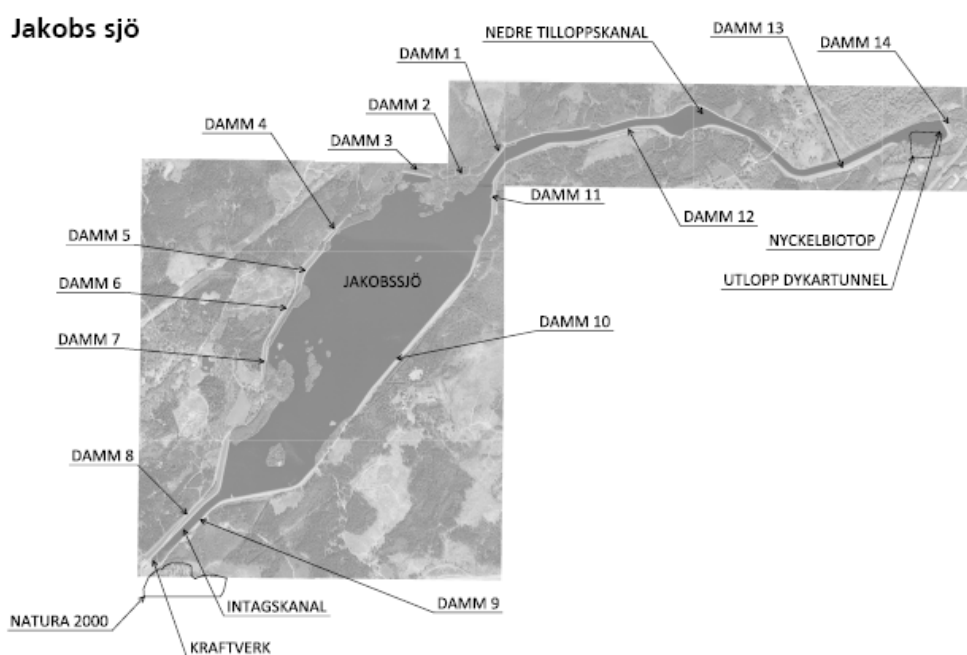 Jakobs sjö
NEDRE TILLOPPSKANAL
DAMM 13
DAMM 14
DAMM 1
DAMM 2
DAMM 3
DAMM 4
DAMM 11
DAMM 12
DAMM 5
NYCKELBIOTOP
DAMM 6
JAKOBSSJÖ
UTLOPP DYKARTUNNEL
DAMM 10
DAMM 7
DAMM 8
DAMM 9
INTAGSKANAL
NATURA 2000
KRAFTVERK